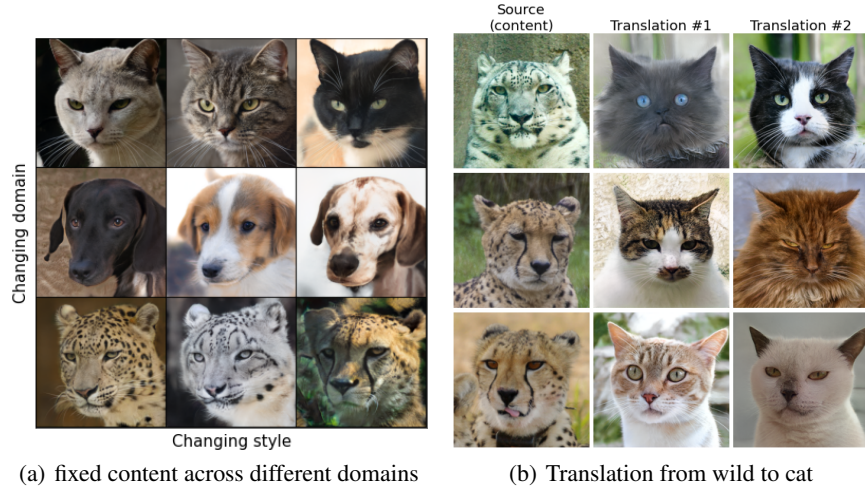 Changing domain
Changing style
(a) fixed content across different domains
Source
(content)
Translation #1
Translation #2
(b) Translation from wild to cat